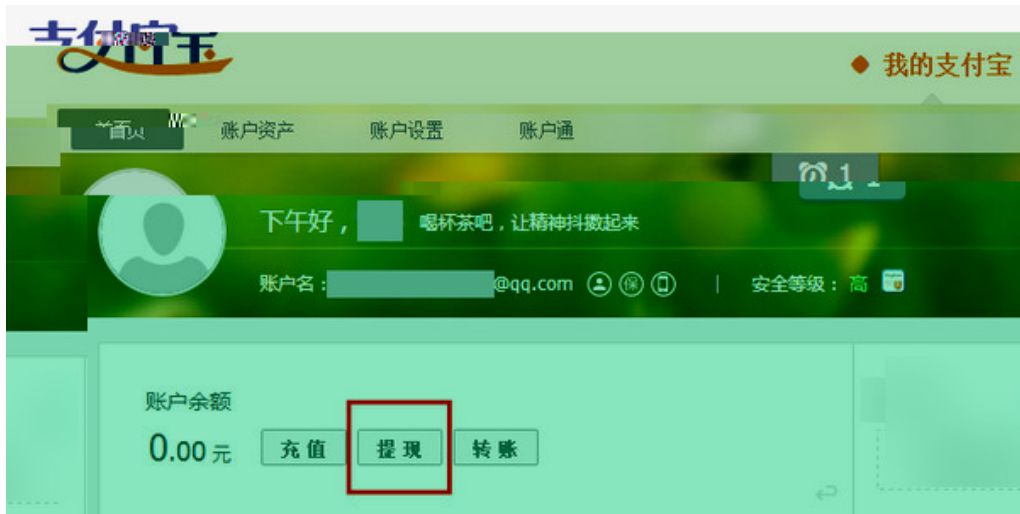 支付宝
我的支付宝
首页 账户资产 账户设置 账户通
1
下午好， 喝杯茶吧，让精神抖擞起来
账户名： @qq.com 保 | 安全等级：高
账户余额
0.00 元 充值 提现 转账